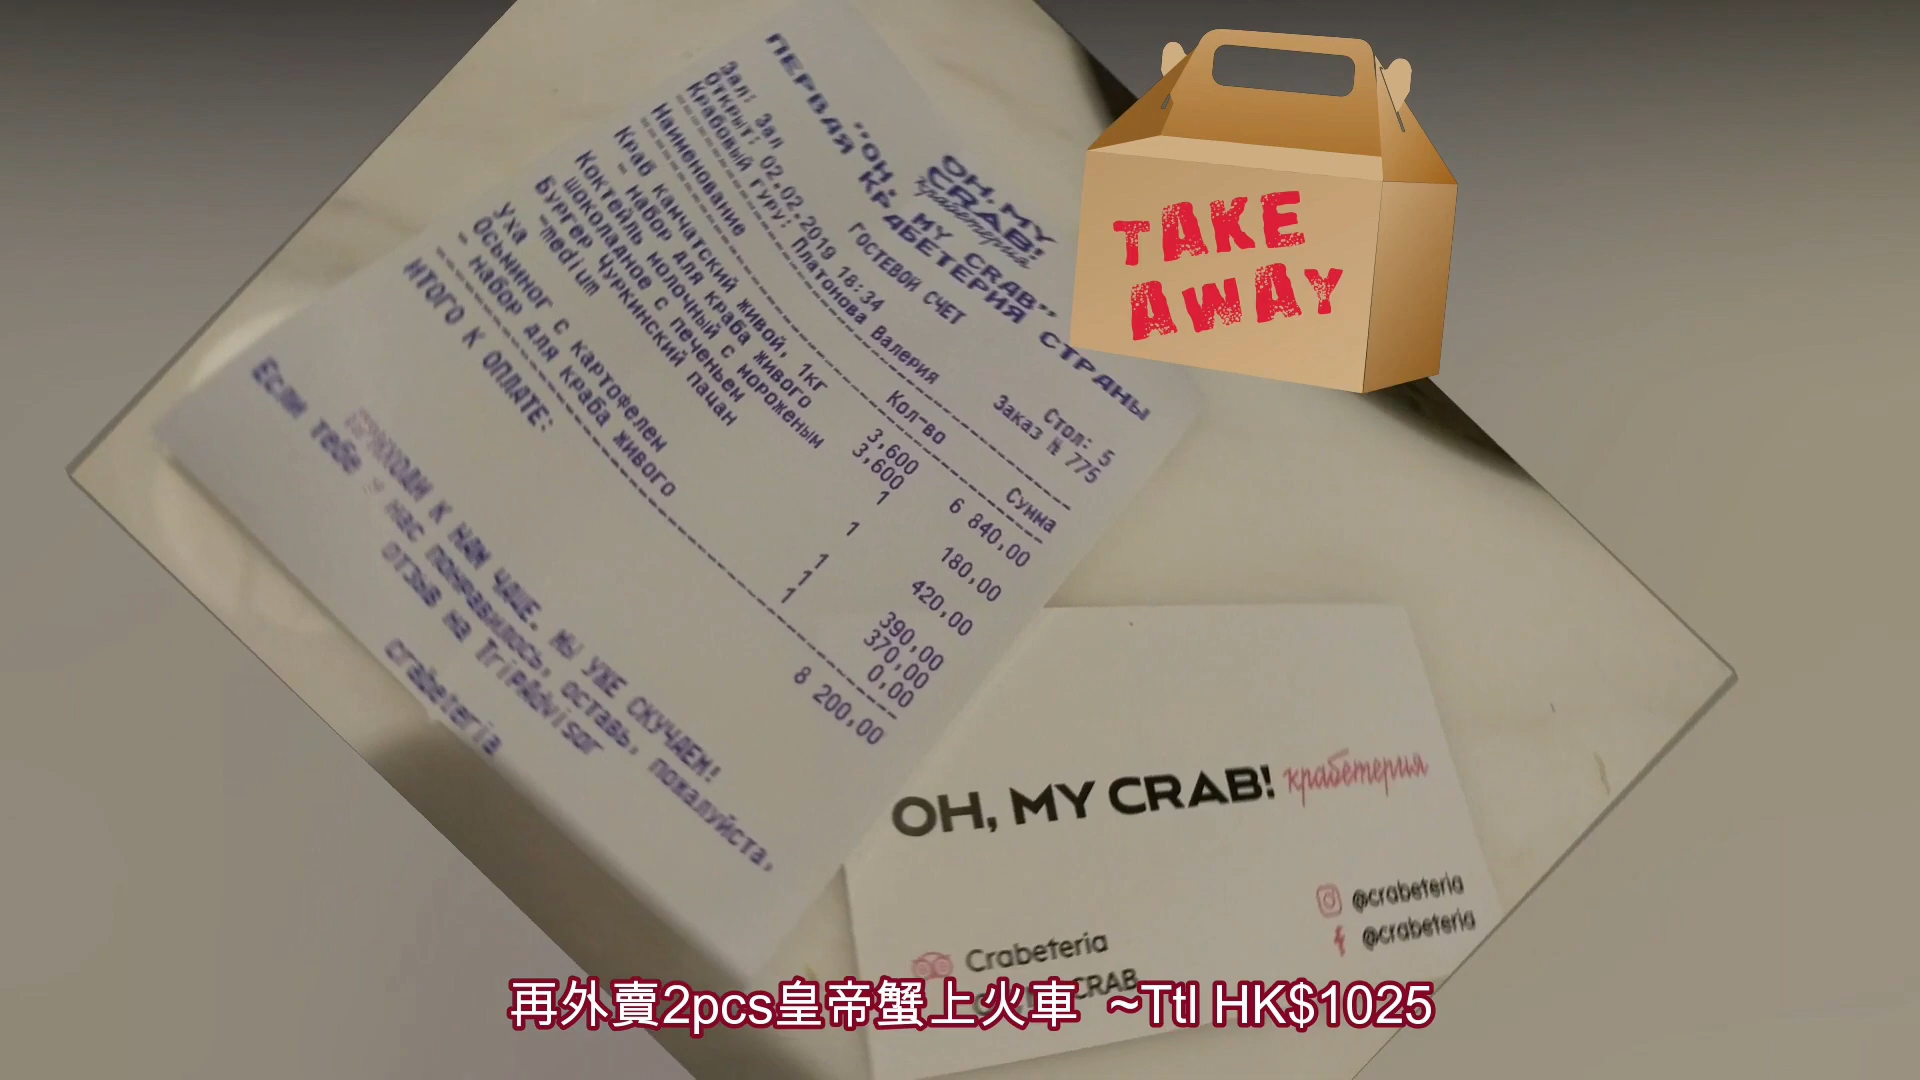 OH, MY
CRAB!
крабетерия
"OH, MY CRAB",
ПЕРВАЯ КРАБЕТЕРИЯ СТРАНЫ
ГОСТЕВОЙ СЧЕТ
Зал: Зал Стол: 5
Открыт: 02.02.2019 18:34 Заказ № 775
Крабовый гуру: Платонова Валерия
Наименование Кол-во Сумма
Краб камчатский живой, 1кг 3,600 6 840,00
- набор для краба живого 3,600
Коктейль молочный с мороженым 1 180,00
шоколадное с печеньем
Бургер Чуркинский пацан 1 420,00
"medium
Уха 1 390,00
Осьминог с картофелем 1 370,00
- набор для краба живого 1 0,00
ИТОГО К ОПЛАТЕ: 8 200,00
ПРИХОДИ К НАМ ЧАЩЕ. МЫ УЖЕ СКУЧАЕМ!
Если тебе у нас понравилось, оставь, пожалуйста,
отзыв на TripAdvisor
crabeteria
TAKE
AWAY
OH, MY CRAB! крабетерия
@crabeteria
@crabeteria
Crabeteria
CRAB
再外賣2pcs皇帝蟹上火車 ~Ttl HK$1025